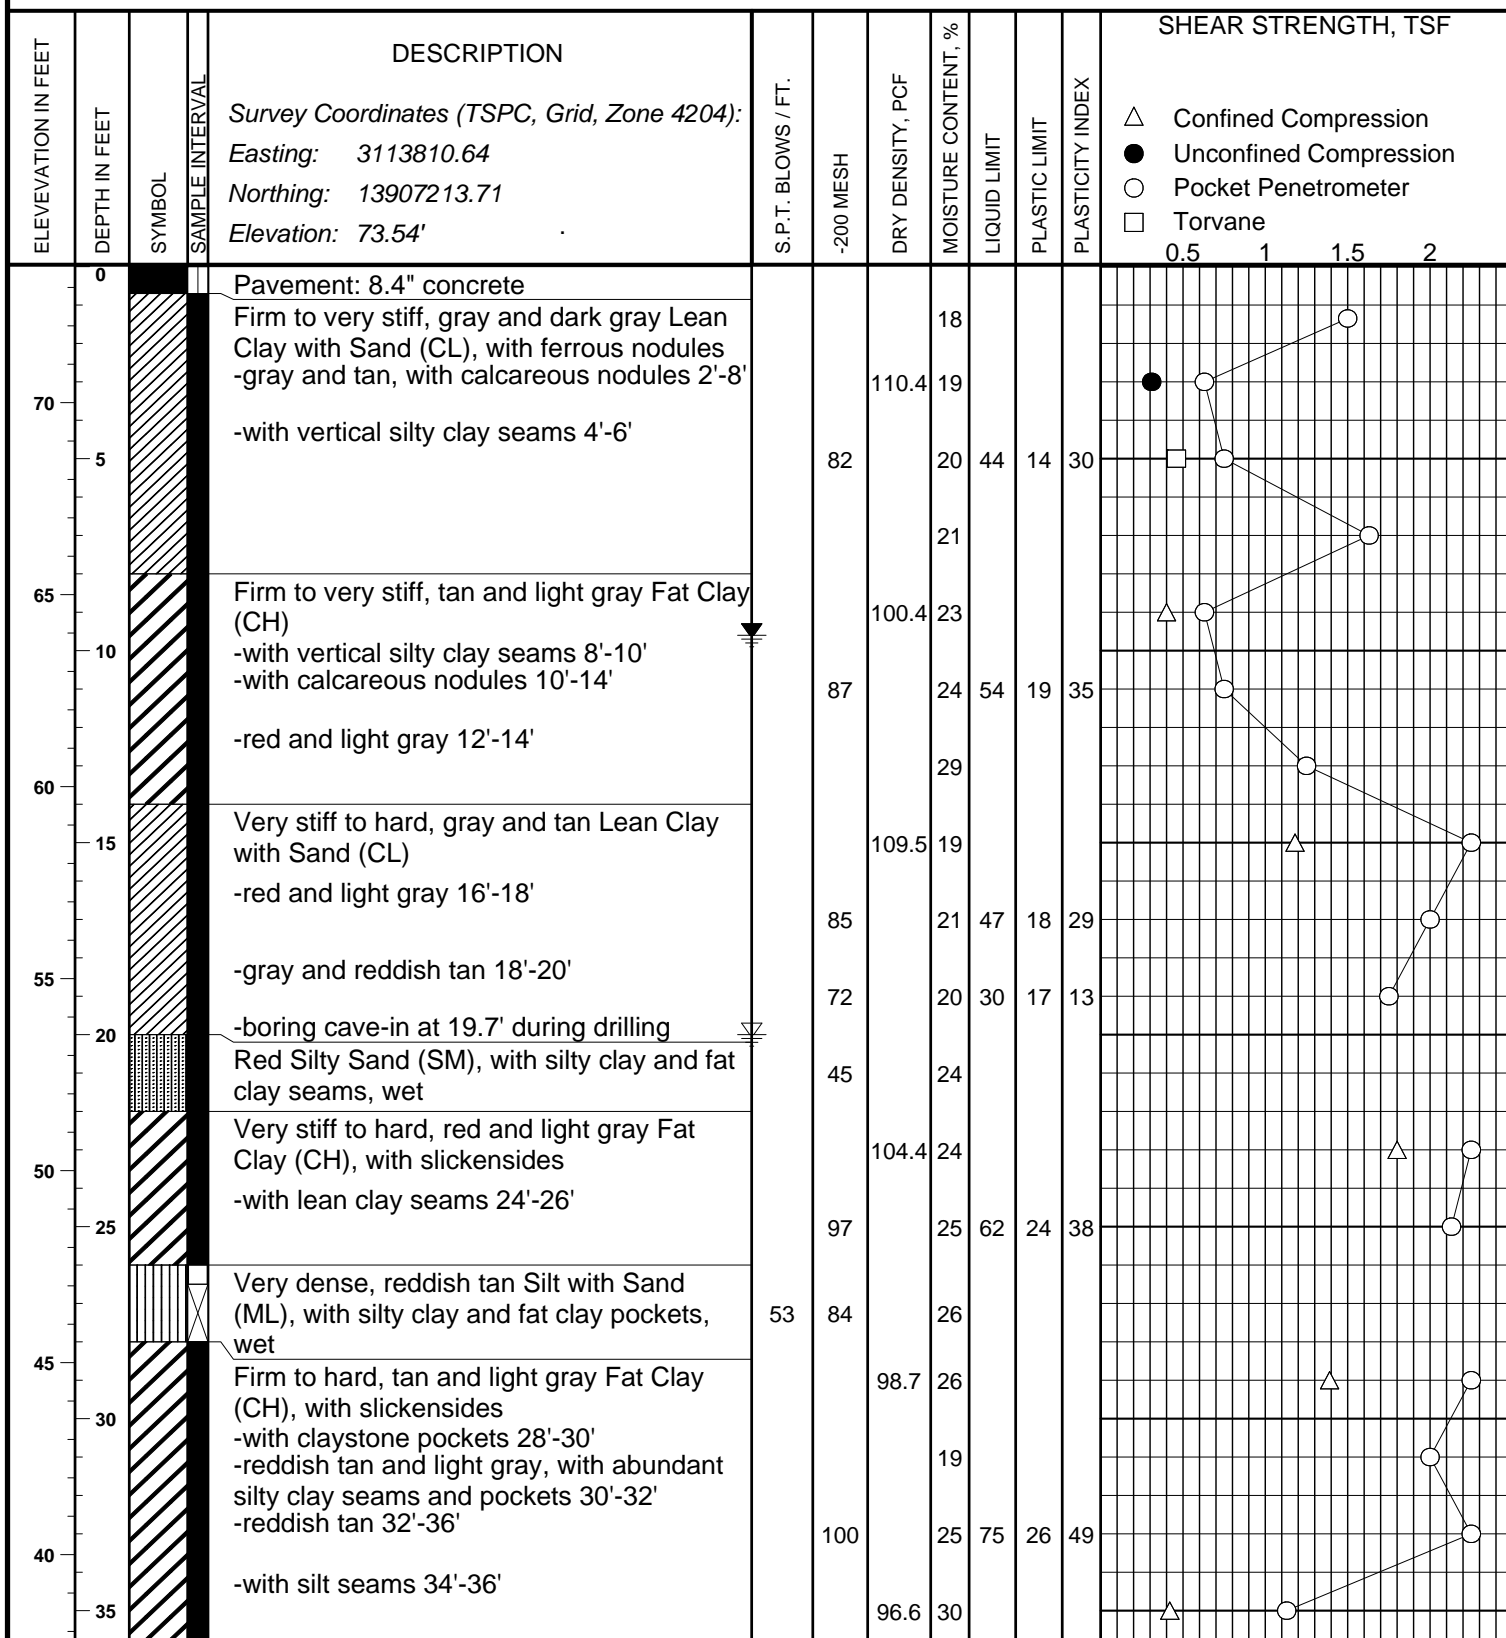 ELEVEVATION IN FEET
DEPTH IN FEET
SYMBOL
SAMPLE INTERVAL
DESCRIPTION
Survey Coordinates (TSPC, Grid, Zone 4204):
Easting: 3113810.64
Northing: 13907213.71
Elevation: 73.54' .
S.P.T. BLOWS / FT.
-200 MESH
DRY DENSITY, PCF
MOISTURE CONTENT, %
LIQUID LIMIT
PLASTIC LIMIT
PLASTICITY INDEX
SHEAR STRENGTH, TSF
Confined Compression
Unconfined Compression
Pocket Penetrometer
Torvane
0.5 1 1.5 2
0
Pavement: 8.4" concrete
Firm to very stiff, gray and dark gray Lean
18
Clay with Sand (CL), with ferrous nodules
-gray and tan, with calcareous nodules 2'-8'
110.4 19
70
-with vertical silty clay seams 4'-6'
5 82 20 44 14 30
21
65
Firm to very stiff, tan and light gray Fat Clay
(CH)
100.4 23
10
-with vertical silty clay seams 8'-10'
-with calcareous nodules 10'-14'
87 24 54 19 35
-red and light gray 12'-14'
29
60
Very stiff to hard, gray and tan Lean Clay
15 109.5 19
with Sand (CL)
-red and light gray 16'-18'
85 21 47 18 29
-gray and reddish tan 18'-20'
55
72 20 30 17 13
-boring cave-in at 19.7' during drilling
20
Red Silty Sand (SM), with silty clay and fat
45 24
clay seams, wet
Very stiff to hard, red and light gray Fat
104.4 24
Clay (CH), with slickensides
50
-with lean clay seams 24'-26'
25 97 25 62 24 38
Very dense, reddish tan Silt with Sand
(ML), with silty clay and fat clay pockets,
53 84 26
wet
45
Firm to hard, tan and light gray Fat Clay
98.7 26
(CH), with slickensides
30
-with claystone pockets 28'-30'
19
-reddish tan and light gray, with abundant
silty clay seams and pockets 30'-32'
-reddish tan 32'-36'
100 25 75 26 49
40
-with silt seams 34'-36'
35 96.6 30